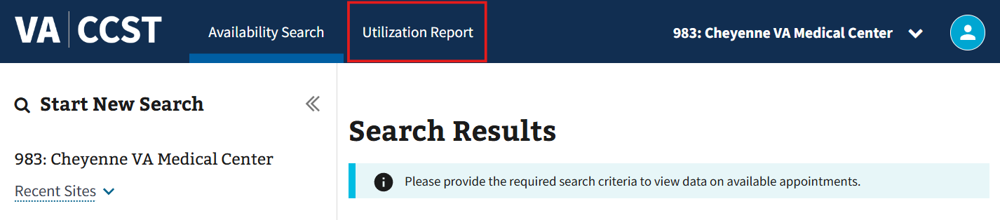 VA | CCST
Availability Search
Utilization Report
983: Cheyenne VA Medical Center
Start New Search
983: Cheyenne VA Medical Center
Recent Sites
Search Results
Please provide the required search criteria to view data on available appointments.